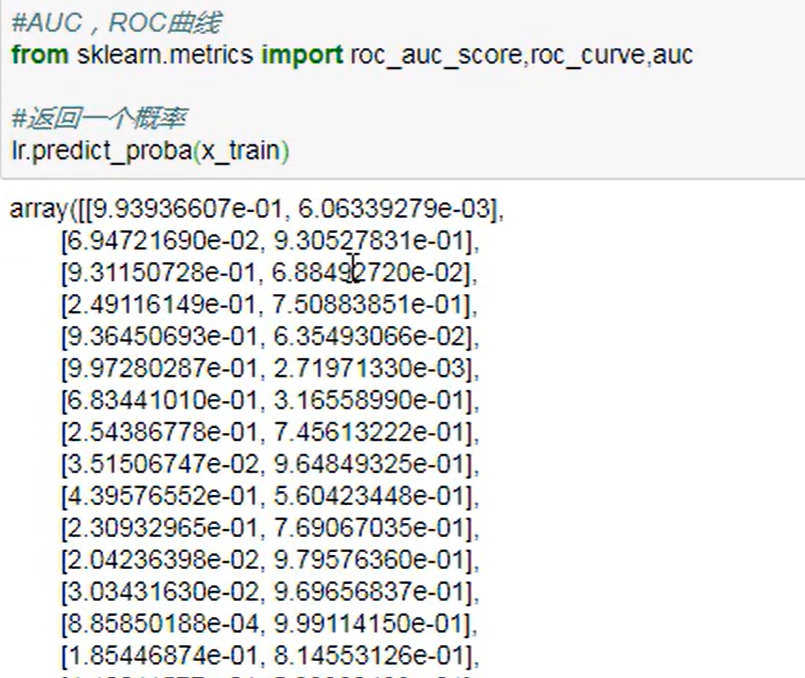 #AUC，ROC曲线
from sklearn.metrics import roc_auc_score,roc_curve,auc
#返回一个概率
lr.predict_proba(x_train)
array([[9.93936607e-01, 6.06339279e-03],
[6.94721690e-02, 9.30527831e-01],
[9.31150728e-01, 6.88492720e-02],
[2.49116149e-01, 7.50883851e-01],
[9.36450693e-01, 6.35493066e-02],
[9.97280287e-01, 2.71971330e-03],
[6.83441010e-01, 3.16558990e-01],
[2.54386778e-01, 7.45613222e-01],
[3.51506747e-02, 9.64849325e-01],
[4.39576552e-01, 5.60423448e-01],
[2.30932965e-01, 7.69067035e-01],
[2.04236398e-02, 9.79576360e-01],
[3.03431630e-02, 9.69656837e-01],
[8.85850188e-04, 9.99114150e-01],
[1.85446874e-01, 8.14553126e-01],